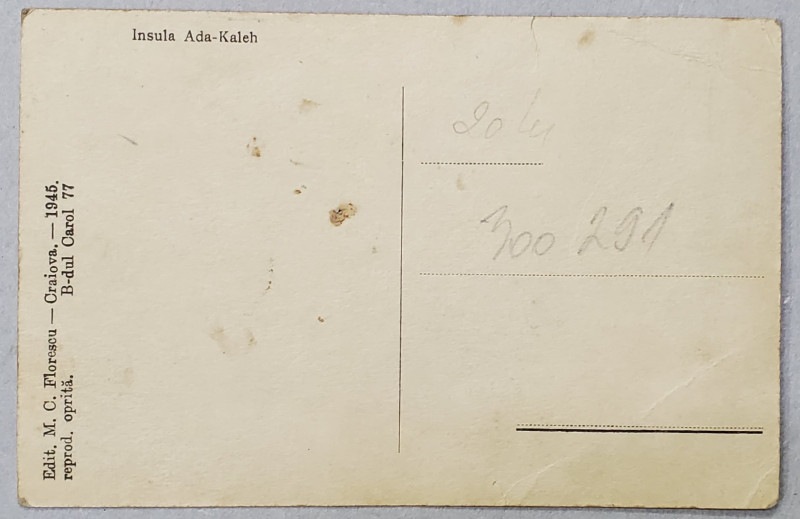 Insula Ada-Kaleh
Edit. M. C. Florescu — Craiova. — 1945.
reprod. oprită. B-dul Carol 77
20 lei
300 291